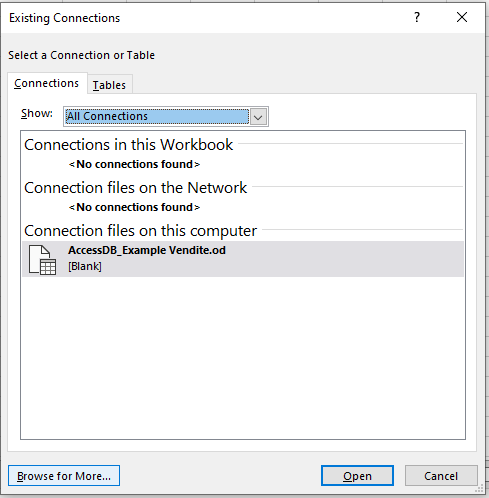 Existing Connections
Select a Connection or Table
Connections
Tables
Show:
All Connections
Connections in this Workbook
<No connections found>
Connection files on the Network
<No connections found>
Connection files on this computer
AccessDB_Example Vendite.od
[Blank]
Browse for More...
Open
Cancel